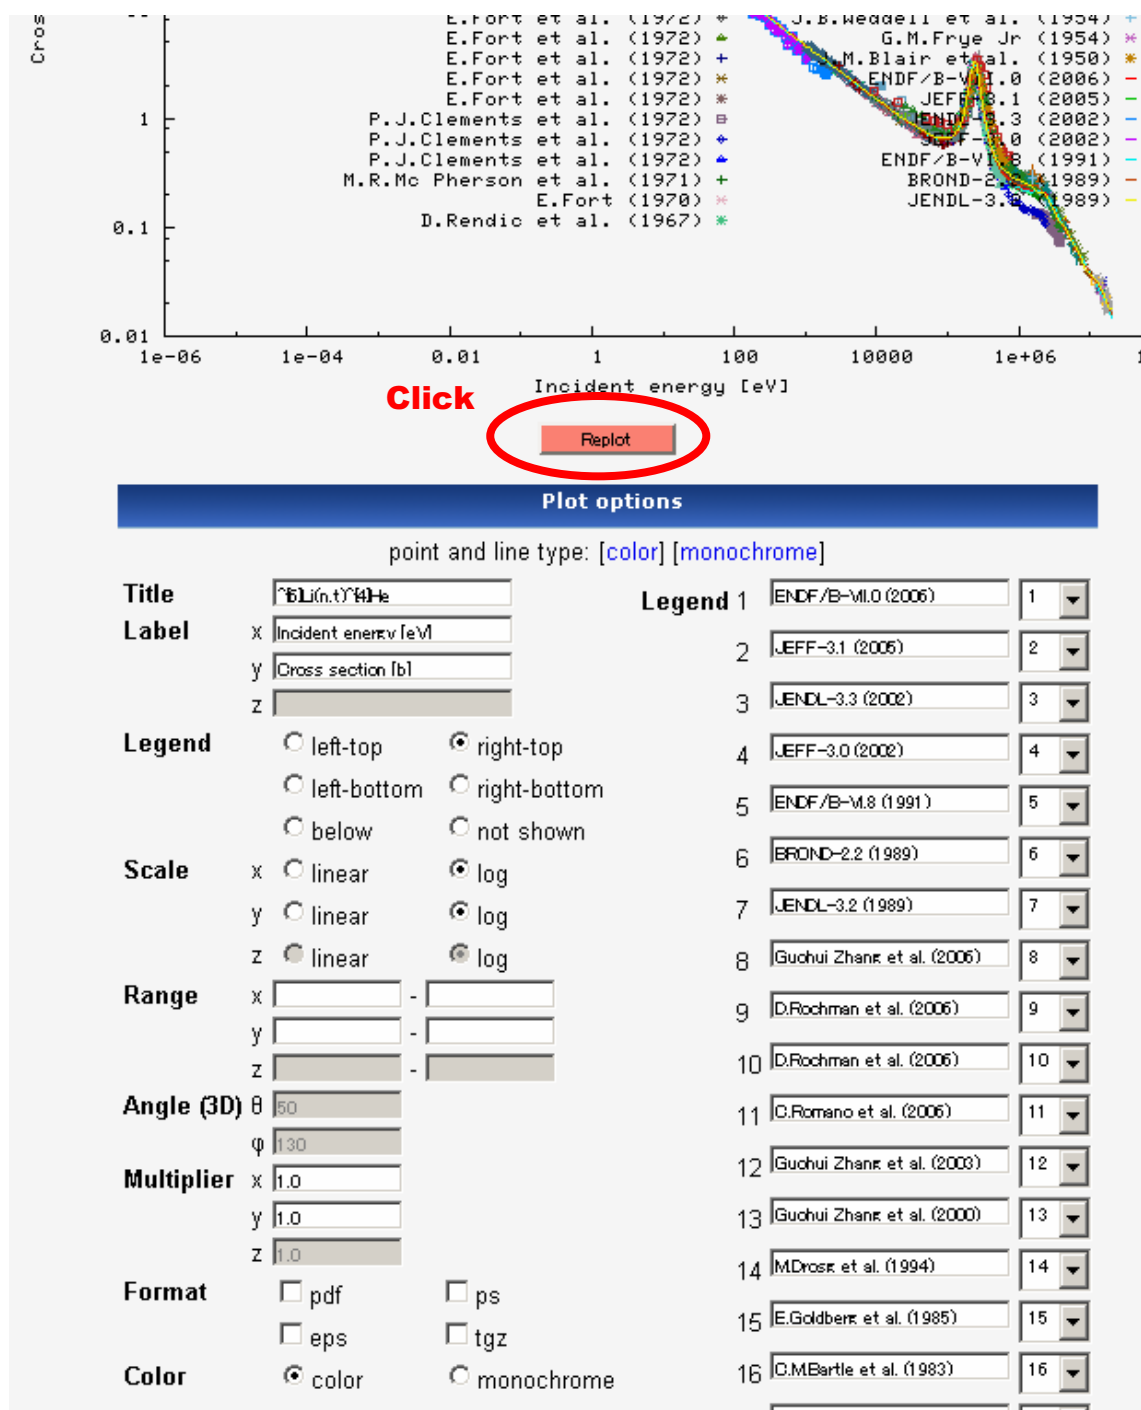 Cros
E.Fort et al. (1972)
E.Fort et al. (1972)
E.Fort et al. (1972)
E.Fort et al. (1972)
E.Fort et al. (1972)
P.J.Clements et al. (1972)
P.J.Clements et al. (1972)
P.J.Clements et al. (1972)
M.R.Mc Pherson et al. (1971)
E.Fort (1970)
D.Rendic et al. (1967)
J.B.Weddell et al. (1954)
G.M.Frye Jr (1954)
.M.Blair et al. (1950)
ENDF/B-VII.0 (2006)
JEFF-3.1 (2005)
JENDL-3.3 (2002)
JEFF-3.0 (2002)
ENDF/B-VI.8 (1991)
BROND-2.2 (1989)
JENDL-3.2 (1989)
1
0.1
0.01
1e-06 1e-04 0.01 1 100 10000 1e+06
Incident energy [eV]
Click
Replot
Plot options
point and line type: [color] [monochrome]
Title ^{6}Li(n,t)^{4}He
Label x Incident energy [eV]
y Cross section [b]
z
Legend left-top right-top
left-bottom right-bottom
below not shown
Scale x linear log
y linear log
z linear log
Range x -
y -
z -
Angle (3D) θ 50
φ 130
Multiplier x 1.0
y 1.0
z 1.0
Format pdf ps
eps tgz
Color color monochrome
Legend 1 ENDF/B-VII.0 (2006) 1
2 JEFF-3.1 (2005) 2
3 JENDL-3.3 (2002) 3
4 JEFF-3.0 (2002) 4
5 ENDF/B-VI.8 (1991) 5
6 BROND-2.2 (1989) 6
7 JENDL-3.2 (1989) 7
8 Guohui Zhang et al. (2006) 8
9 D.Rochman et al. (2006) 9
10 D.Rochman et al. (2006) 10
11 C.Romano et al. (2006) 11
12 Guohui Zhang et al. (2003) 12
13 Guohui Zhang et al. (2000) 13
14 M.Drosg et al. (1994) 14
15 E.Goldberg et al. (1985) 15
16 C.M.Bartle et al. (1983) 16